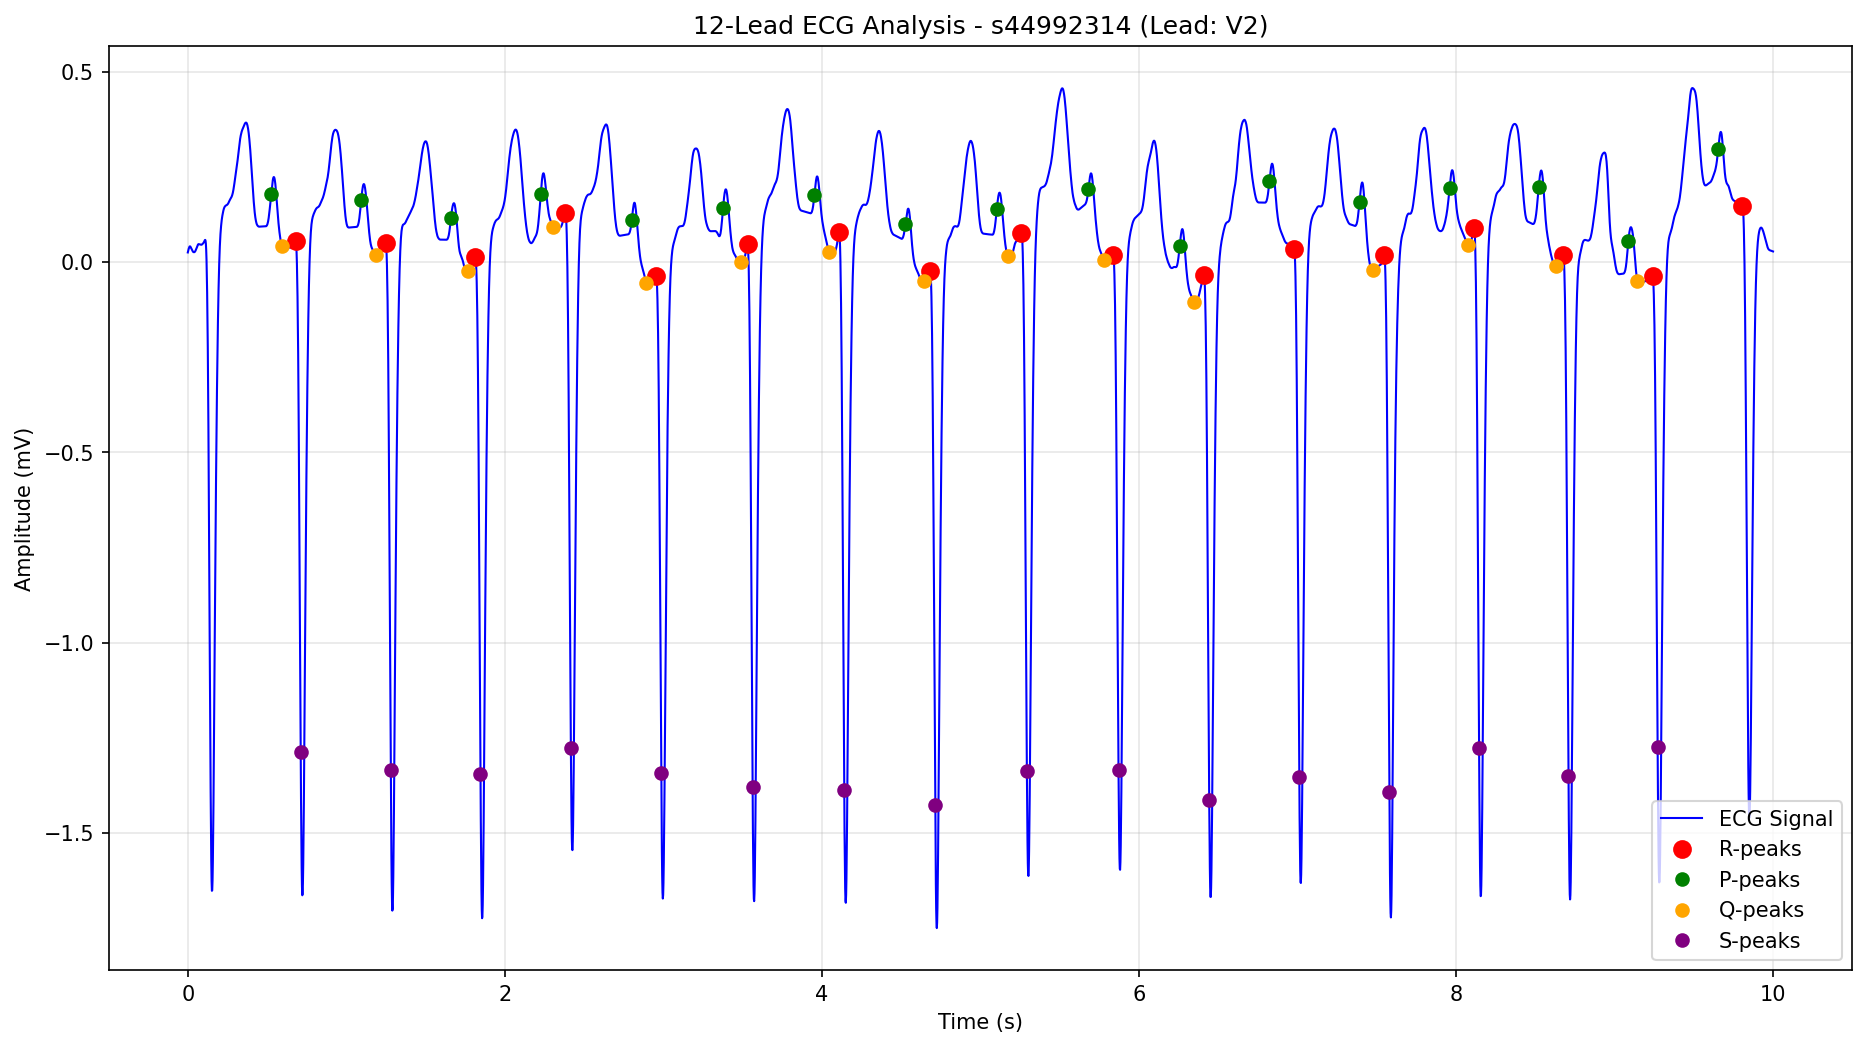 12-Lead ECG Analysis - s44992314 (Lead: V2)
0.5
0.0
−0.5
−1.0
−1.5
Amplitude (mV)
0 2 4 6 8 10
Time (s)
ECG Signal
R-peaks
P-peaks
Q-peaks
S-peaks